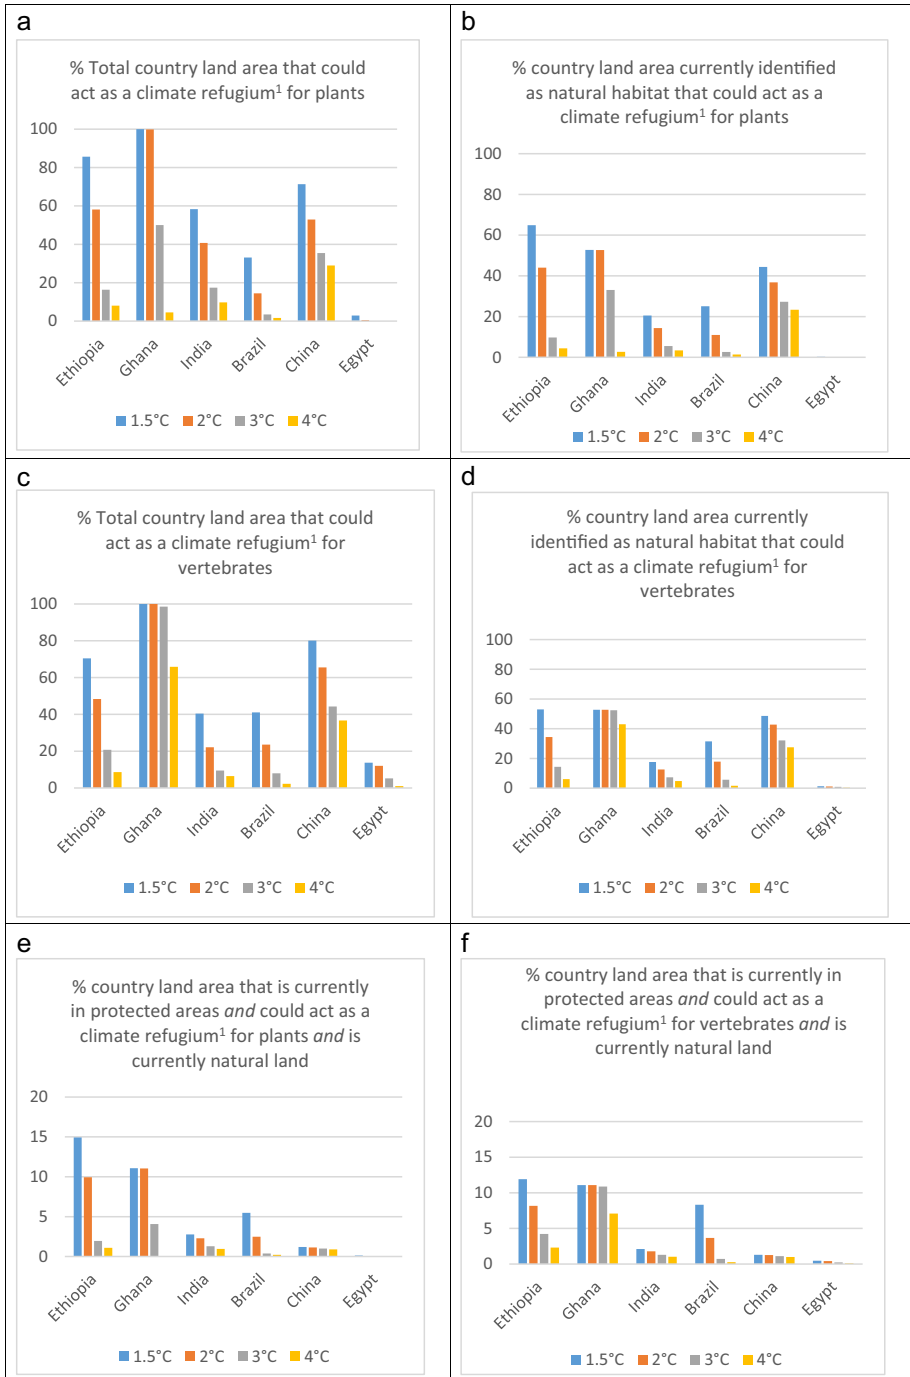 a
% Total country land area that could
act as a climate refugium¹ for plants
100
80
60
40
20
0
Ethiopia
Ghana
India
Brazil
China
Egypt
1.5°C 2°C 3°C 4°C
b
% country land area currently identified
as natural habitat that could act as a
climate refugium¹ for plants
100
80
60
40
20
0
Ethiopia
Ghana
India
Brazil
China
Egypt
1.5°C 2°C 3°C 4°C
c
% Total country land area that could
act as a climate refugium¹ for
vertebrates
100
80
60
40
20
0
Ethiopia
Ghana
India
Brazil
China
Egypt
1.5°C 2°C 3°C 4°C
d
% country land area currently
identified as natural habitat that could
act as a climate refugium¹ for
vertebrates
100
80
60
40
20
0
Ethiopia
Ghana
India
Brazil
China
Egypt
1.5°C 2°C 3°C 4°C
e
% country land area that is currently
in protected areas and could act as a
climate refugium¹ for plants and is
currently natural land
20
15
10
5
0
Ethiopia
Ghana
India
Brazil
China
Egypt
1.5°C 2°C 3°C 4°C
f
% country land area that is currently in
protected areas and could act as a
climate refugium¹ for vertebrates and is
currently natural land
20
15
10
5
0
Ethiopia
Ghana
India
Brazil
China
Egypt
1.5°C 2°C 3°C 4°C